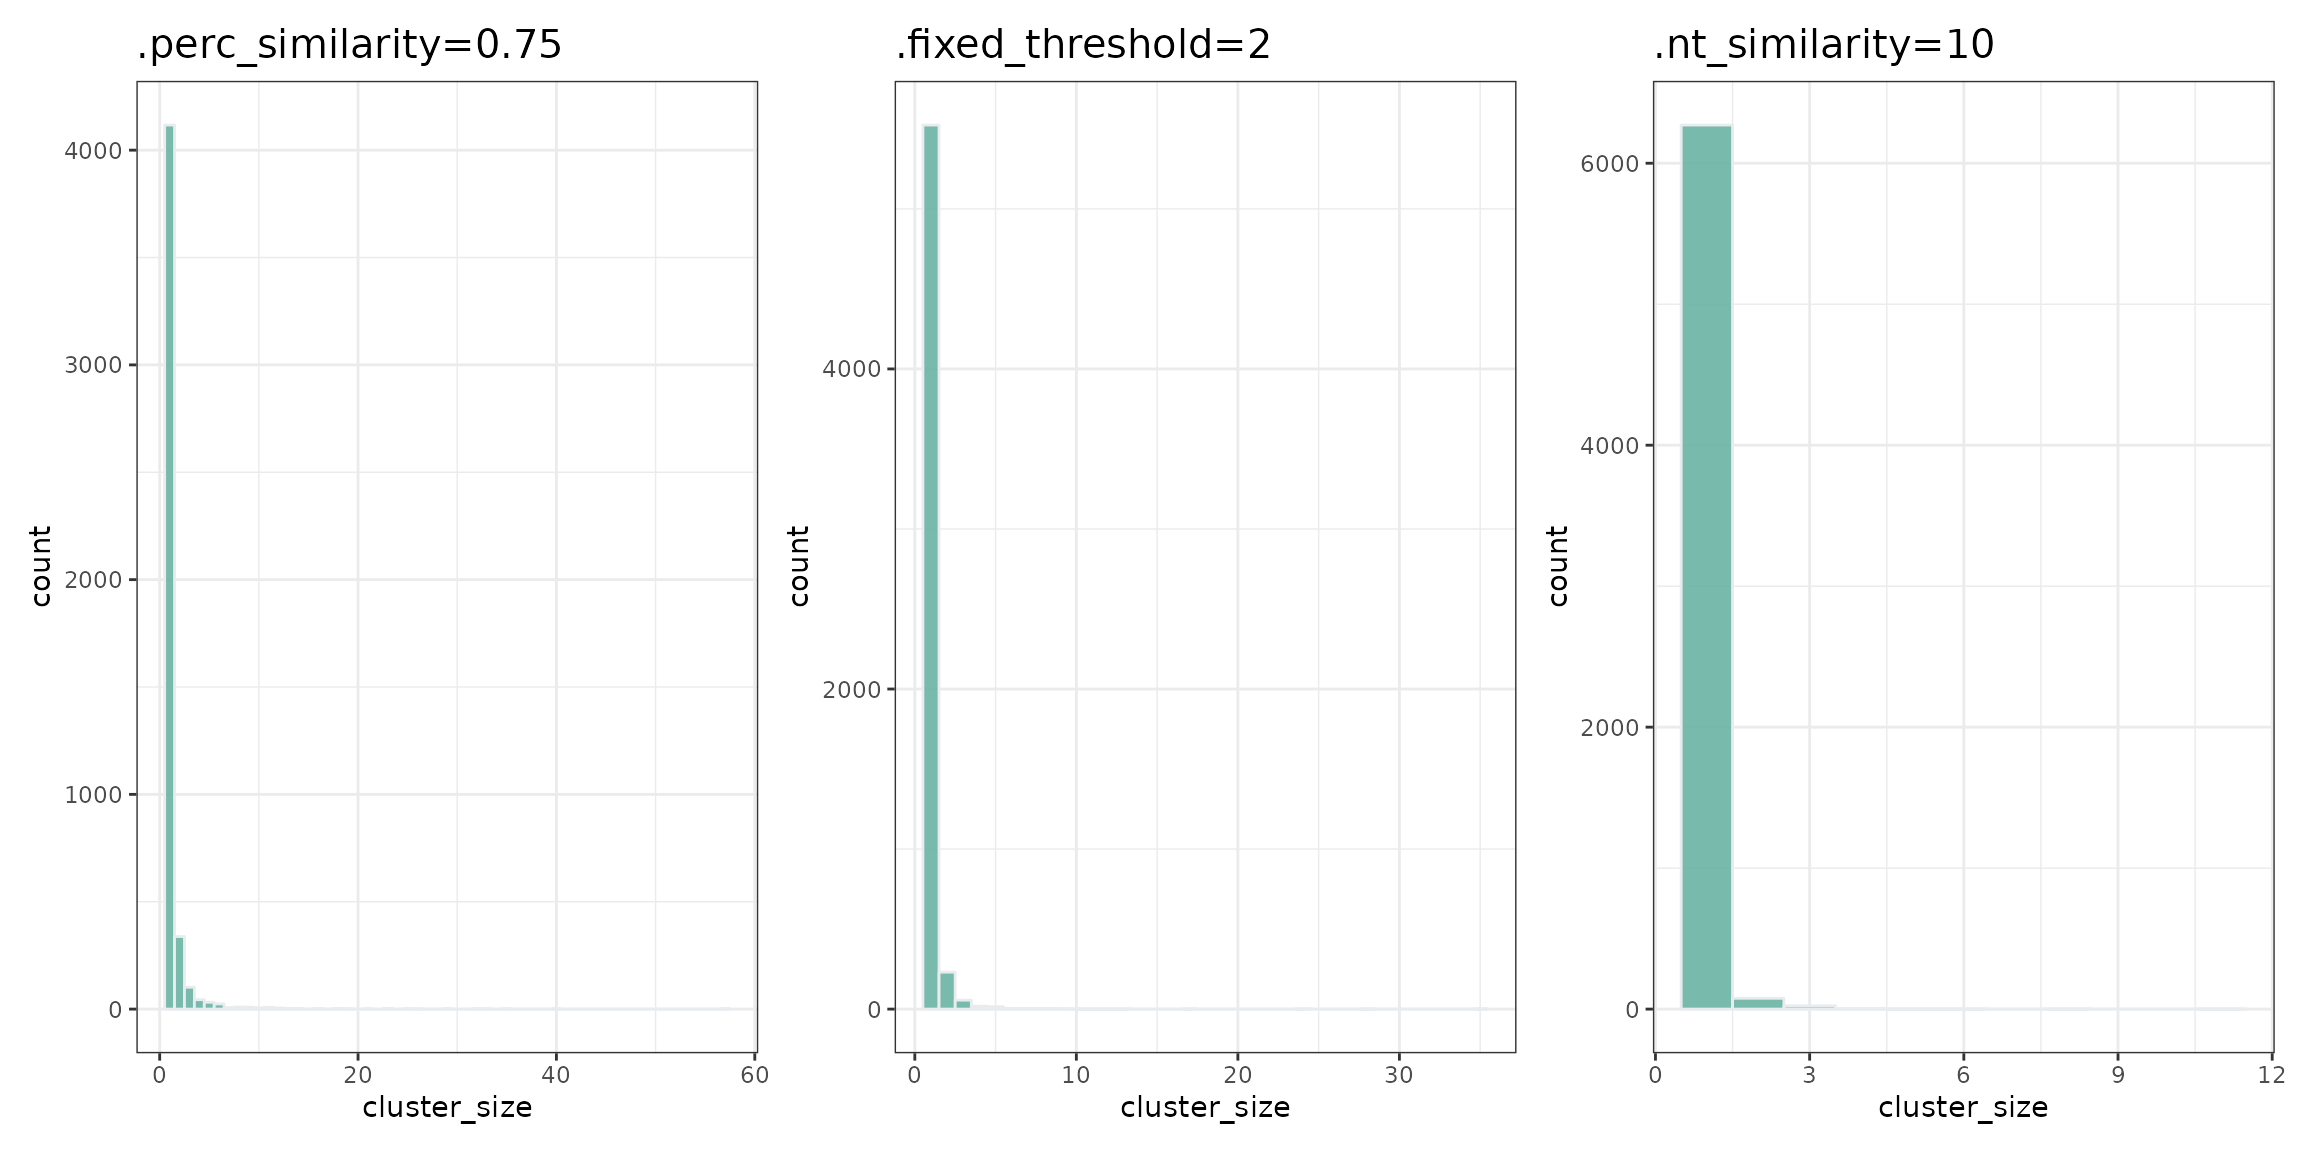 .perc_similarity=0.75
4000
3000
2000
1000
0
count
0 20 40 60
cluster_size
.fixed_threshold=2
4000
2000
0
count
0 10 20 30
cluster_size
.nt_similarity=10
6000
4000
2000
0
count
0 3 6 9 12
cluster_size